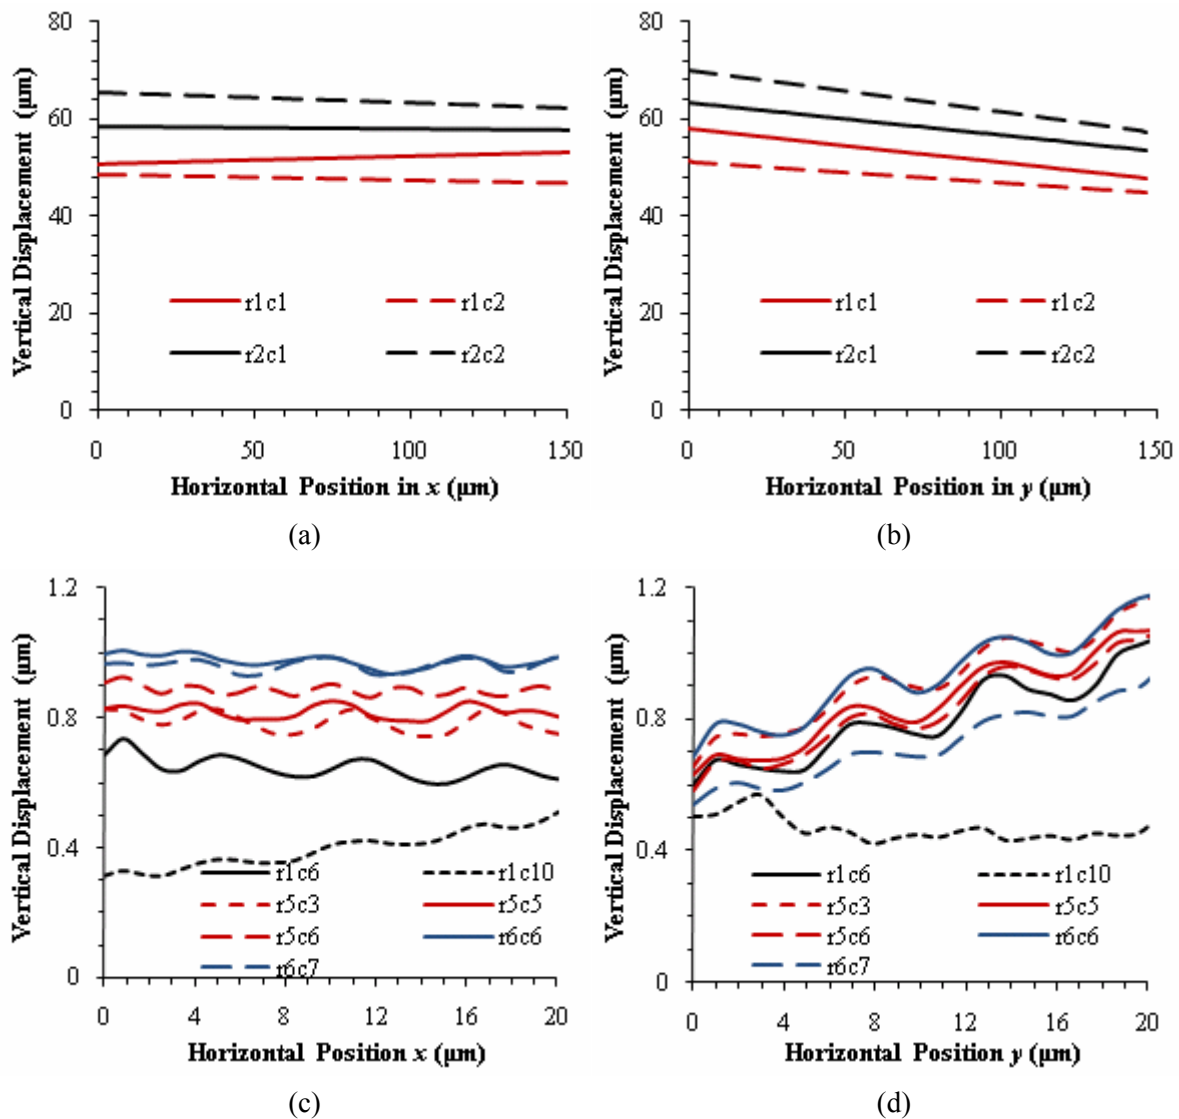 Vertical Displacement (μm)
80
60
40
20
0
r1c1
r1c2
r2c1
r2c2
0
50
100
150
Horizontal Position in x (μm)
(a)
Vertical Displacement (μm)
80
60
40
20
0
r1c1
r1c2
r2c1
r2c2
0
50
100
150
Horizontal Position in y (μm)
(b)
Vertical Displacement (μm)
1.2
0.8
0.4
0
r1c6
r1c10
r5c3
r5c5
r5c6
r6c6
r6c7
0
4
8
12
16
20
Horizontal Position x (μm)
(c)
Vertical Displacement (μm)
1.2
0.8
0.4
0
r1c6
r1c10
r5c3
r5c5
r5c6
r6c6
r6c7
0
4
8
12
16
20
Horizontal Position y (μm)
(d)